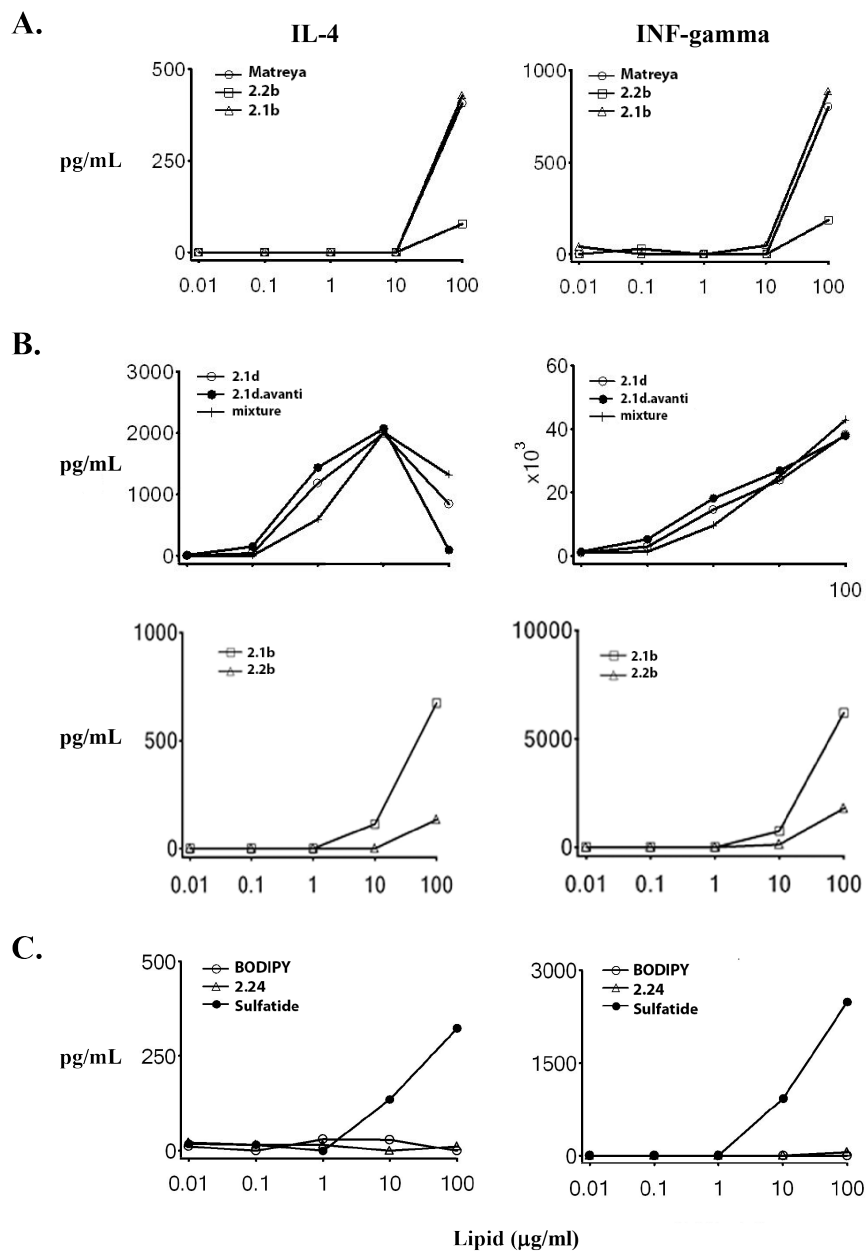 A.
IL-4
INF-gamma
500
250
0
pg/mL
Matreya
2.2b
2.1b
0.01 0.1 1 10 100
1000
500
0
Matreya
2.2b
2.1b
0.01 0.1 1 10 100
B.
3000
2000
1000
0
pg/mL
2.1d
2.1d.avanti
mixture
60
40
20
0
x10³
2.1d
2.1d.avanti
mixture
100
1000
500
0
pg/mL
2.1b
2.2b
0.01 0.1 1 10 100
10000
5000
0
2.1b
2.2b
0.01 0.1 1 10 100
C.
500
250
0
pg/mL
BODIPY
2.24
Sulfatide
0.01 0.1 1 10 100
3000
1500
0
BODIPY
2.24
Sulfatide
0.01 0.1 1 10 100
Lipid (µg/ml)